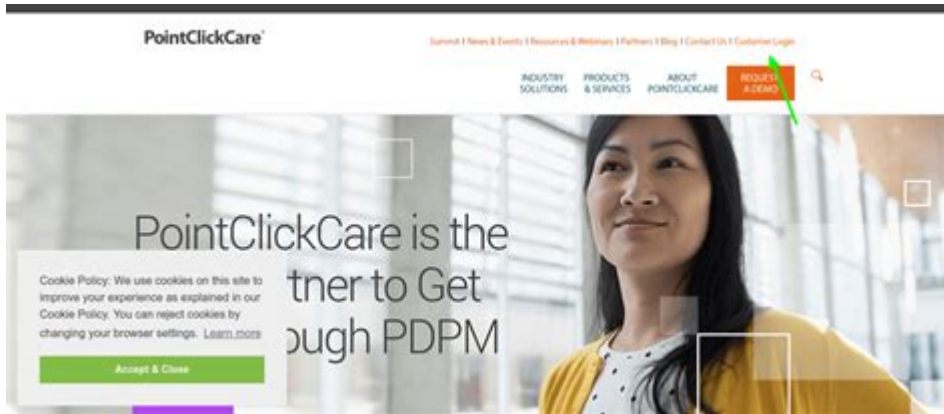 PointClickCare®
Summit | News & Events | Resources & Webinars | Partners | Blog | Contact Us | Customer Login
INDUSTRY SOLUTIONS
PRODUCTS & SERVICES
ABOUT POINTCLICKCARE
REQUEST A DEMO
PointClickCare is the
tner to Get
ough PDPM
Cookie Policy: We use cookies on this site to
improve your experience as explained in our
Cookie Policy. You can reject cookies by
changing your browser settings. Learn more
Accept & Close